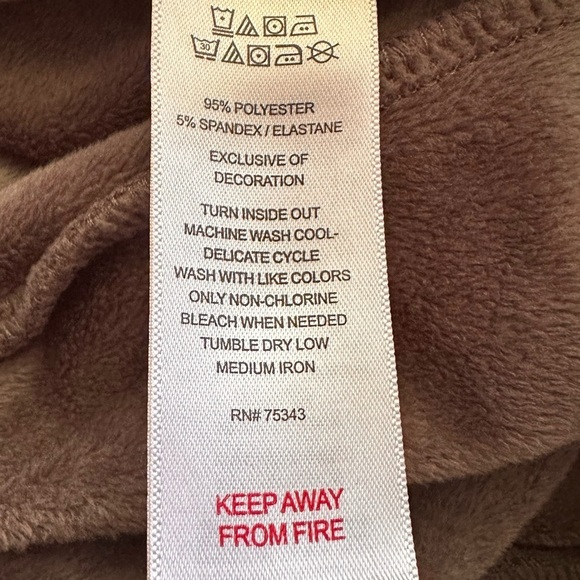 30
95% POLYESTER
5% SPANDEX / ELASTANE
EXCLUSIVE OF
DECORATION
TURN INSIDE OUT
MACHINE WASH COOL-
DELICATE CYCLE
WASH WITH LIKE COLORS
ONLY NON-CHLORINE
BLEACH WHEN NEEDED
TUMBLE DRY LOW
MEDIUM IRON
RN# 75343
KEEP AWAY
FROM FIRE